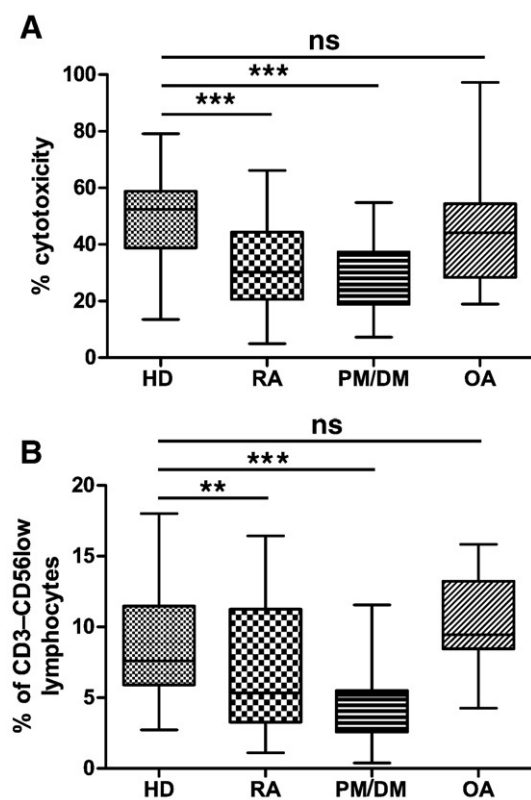 A
ns
***
***
100
80
60
40
20
0
% cytotoxicity
HD RA PM/DM OA
B
ns
***
**
20
15
10
5
0
% of CD3–CD56low
lymphocytes
HD RA PM/DM OA